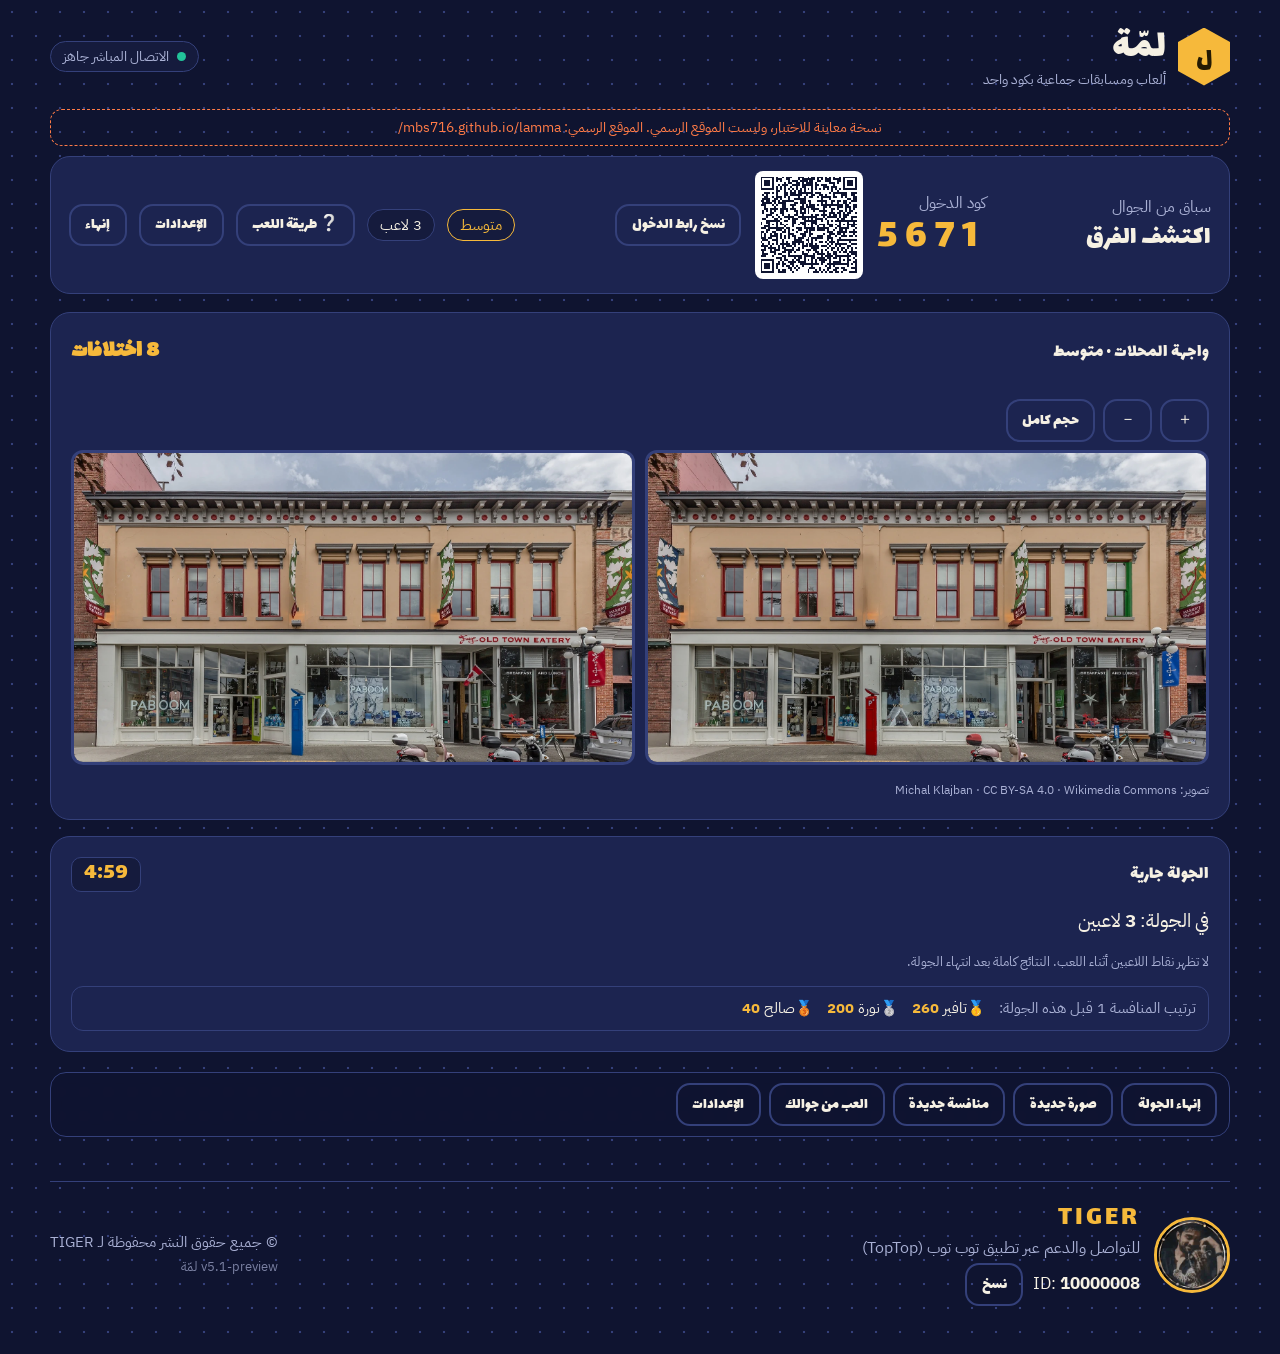 ل
لمّة
ألعاب ومسابقات جماعية بكود واحد
الاتصال المباشر جاهز
نسخة معاينة للاختبار، وليست الموقع الرسمي. الموقع الرسمي: mbs716.github.io/lamma/
سباق من الجوال
اكتشف الفرق
كود الدخول
5671
نسخ رابط الدخول
متوسط
3 لاعب
❔ طريقة اللعب
الإعدادات
إنهاء
واجهة المحلات · متوسط
8 اختلافات
+
−
حجم كامل
OLD TOWN EATERY
PABOOM
PABOOM
FLO
OLD TOWN EATERY
PABOOM
PABOOM
FLO
تصوير: Michal Klajban · CC BY-SA 4.0 · Wikimedia Commons
الجولة جارية
4:59
في الجولة: 3 لاعبين
لا تظهر نقاط اللاعبين أثناء اللعب. النتائج كاملة بعد انتهاء الجولة.
ترتيب المنافسة 1 قبل هذه الجولة: 🥇 تافير 260 🥈 نورة 200 🥉 صالح 40
إنهاء الجولة
صورة جديدة
منافسة جديدة
العب من جوالك
الإعدادات
TIGER
للتواصل والدعم عبر تطبيق توب توب (TopTop)
ID: 10000008
نسخ
© جميع حقوق النشر محفوظة لـ TIGER
لمّة v5.1-preview